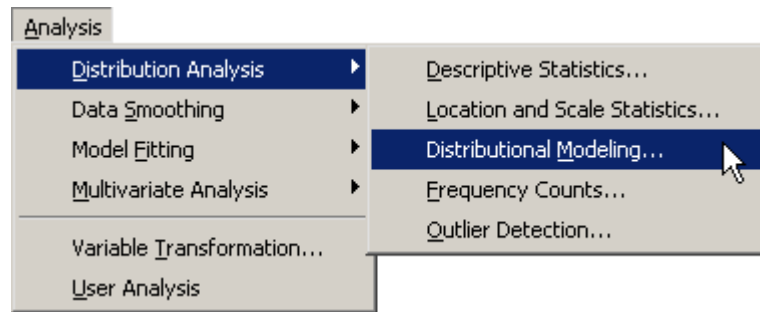 Analysis
Distribution Analysis
Data Smoothing
Model Fitting
Multivariate Analysis
Variable Transformation...
User Analysis
Descriptive Statistics...
Location and Scale Statistics...
Distributional Modeling...
Frequency Counts...
Outlier Detection...